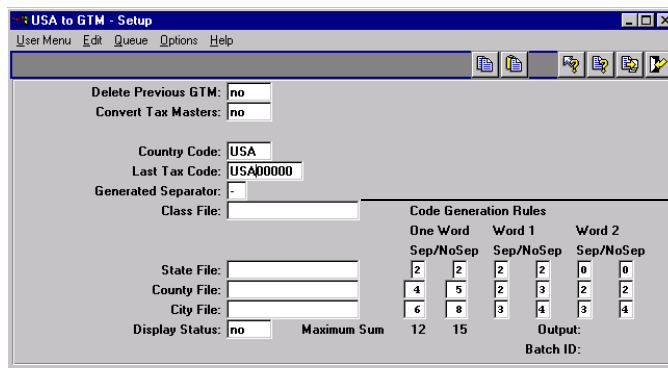 USA to GTM - Setup
User Menu Edit Queue Options Help
Delete Previous GTM: no
Convert Tax Masters: no
Country Code: USA
Last Tax Code: USA00000
Generated Separator: -
Class File: Code Generation Rules
One Word Word 1 Word 2
Sep/NoSep Sep/NoSep Sep/NoSep
State File: 2 2 2 2 0 0
County File: 4 5 2 3 2 2
City File: 6 8 3 4 3 4
Display Status: no Maximum Sum 12 15 Output:
Batch ID: